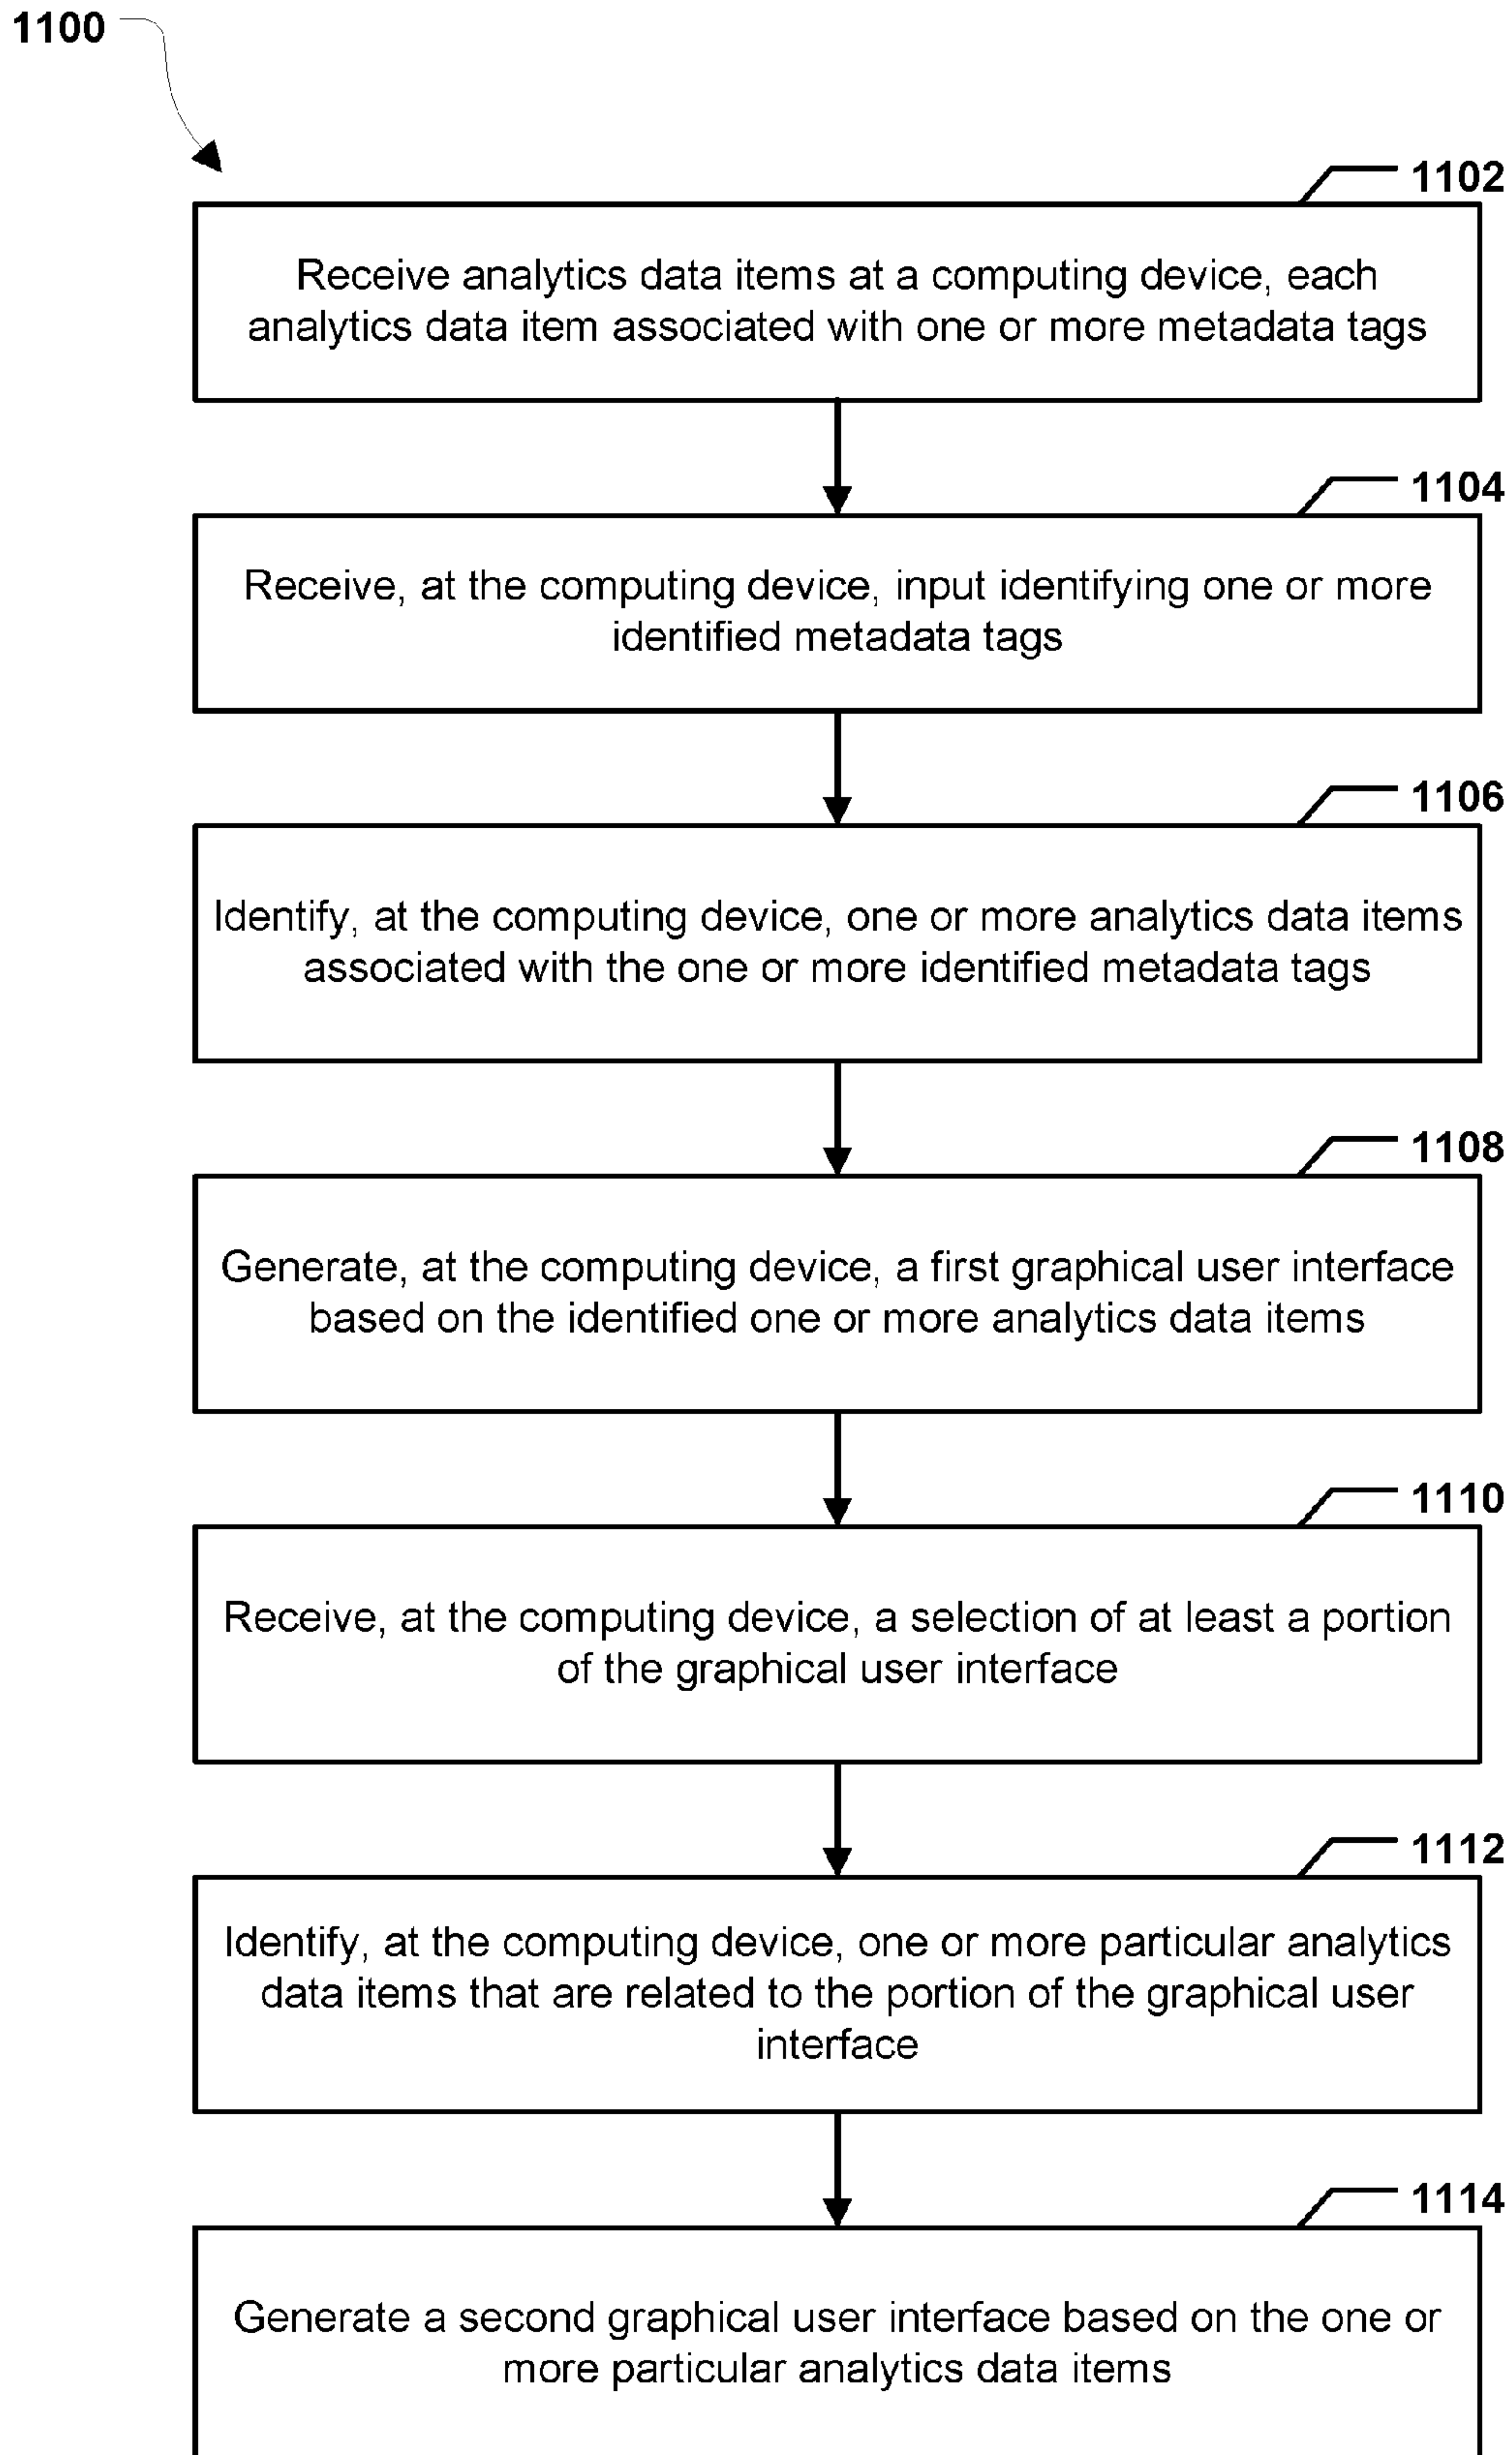 1100
1102
Receive analytics data items at a computing device, each
analytics data item associated with one or more metadata tags
1104
Receive, at the computing device, input identifying one or more
identified metadata tags
1106
Identify, at the computing device, one or more analytics data items
associated with the one or more identified metadata tags
1108
Generate, at the computing device, a first graphical user interface
based on the identified one or more analytics data items
1110
Receive, at the computing device, a selection of at least a portion
of the graphical user interface
1112
Identify, at the computing device, one or more particular analytics
data items that are related to the portion of the graphical user
interface
1114
Generate a second graphical user interface based on the one or
more particular analytics data items